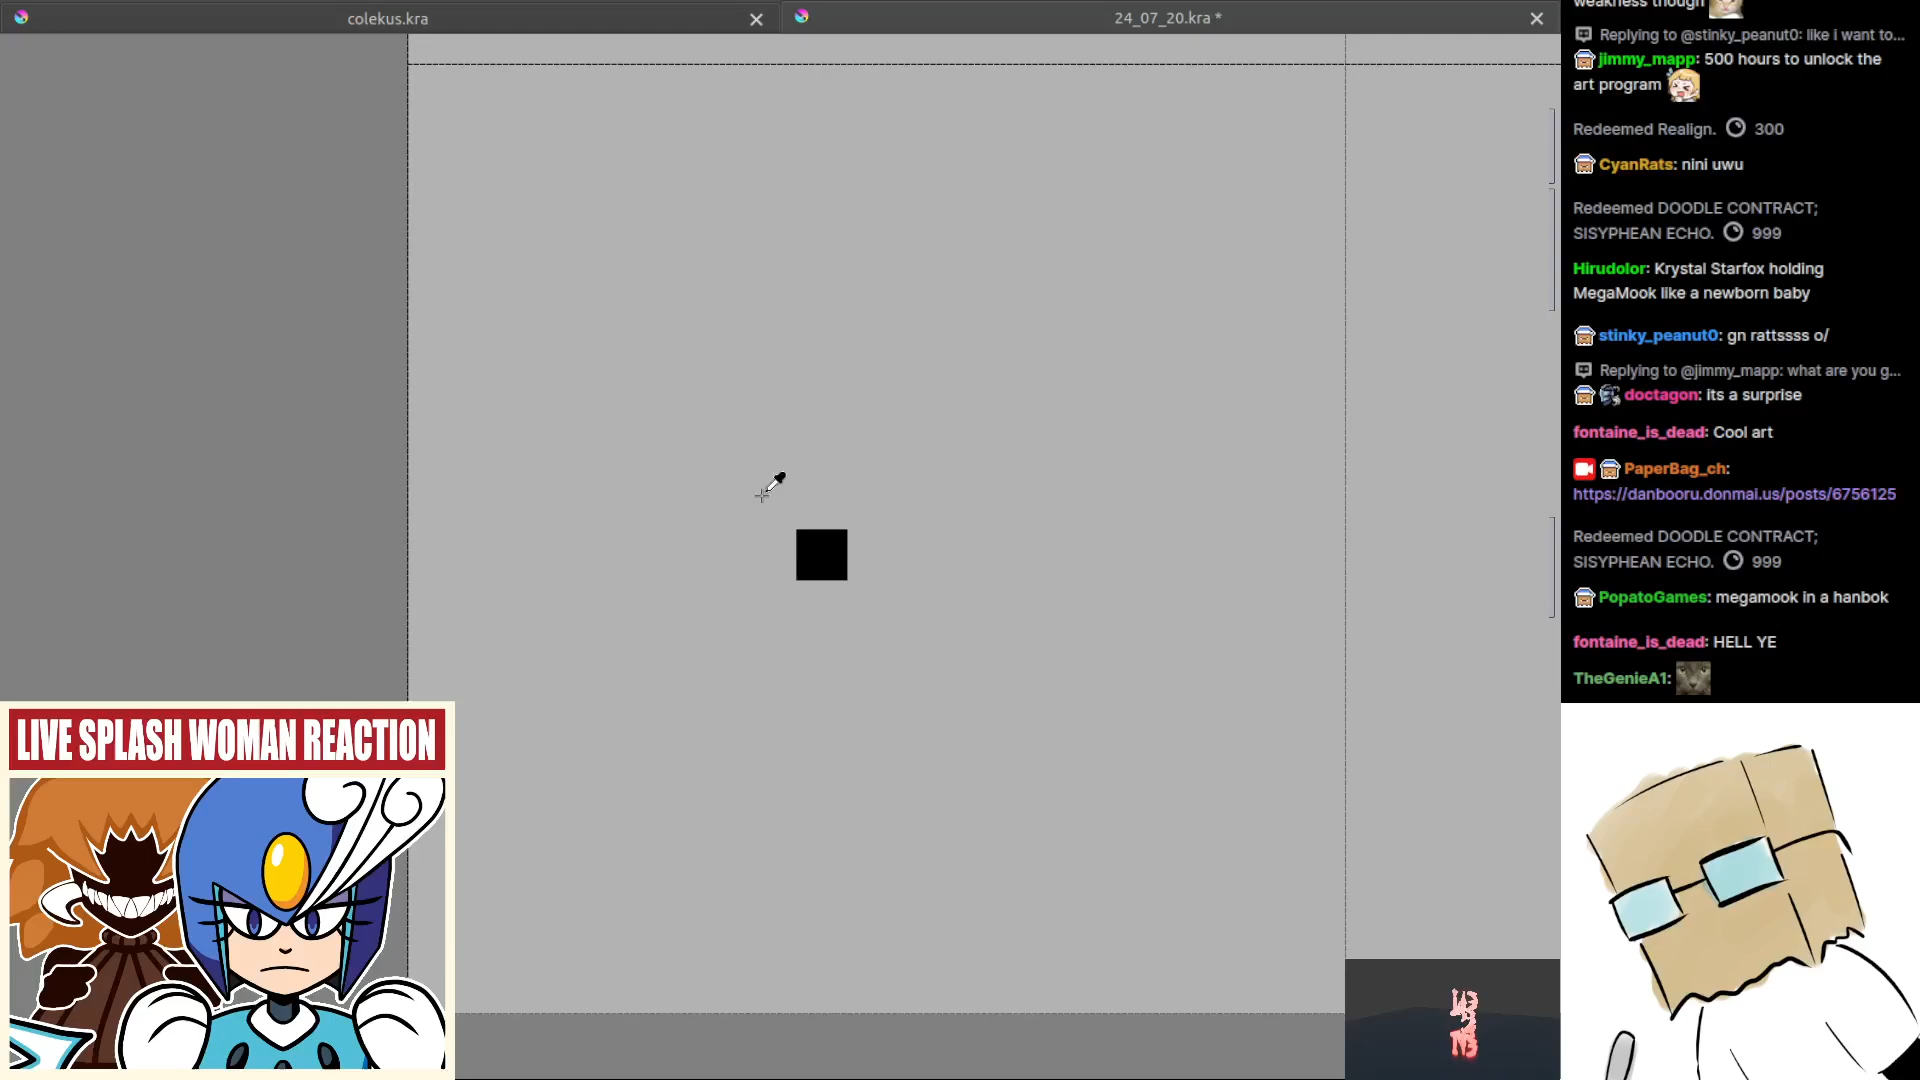 colekus.kra
24_07_20.kra *
weakness though
Replying to @stinky_peanut0: like i want to...
jimmy_mapp: 500 hours to unlock the
art program
Redeemed Realign. 300
CyanRats: nini uwu
Redeemed DOODLE CONTRACT;
SISYPHEAN ECHO. 999
Hirudolor: Krystal Starfox holding
MegaMook like a newborn baby
stinky_peanut0: gn rattssss o/
Replying to @jimmy_mapp: what are you g...
doctagon: its a surprise
fontaine_is_dead: Cool art
PaperBag_ch:
https://danbooru.donmai.us/posts/6756125
Redeemed DOODLE CONTRACT;
SISYPHEAN ECHO. 999
PopatoGames: megamook in a hanbok
fontaine_is_dead: HELL YE
TheGenieA1:
LIVE SPLASH WOMAN REACTION